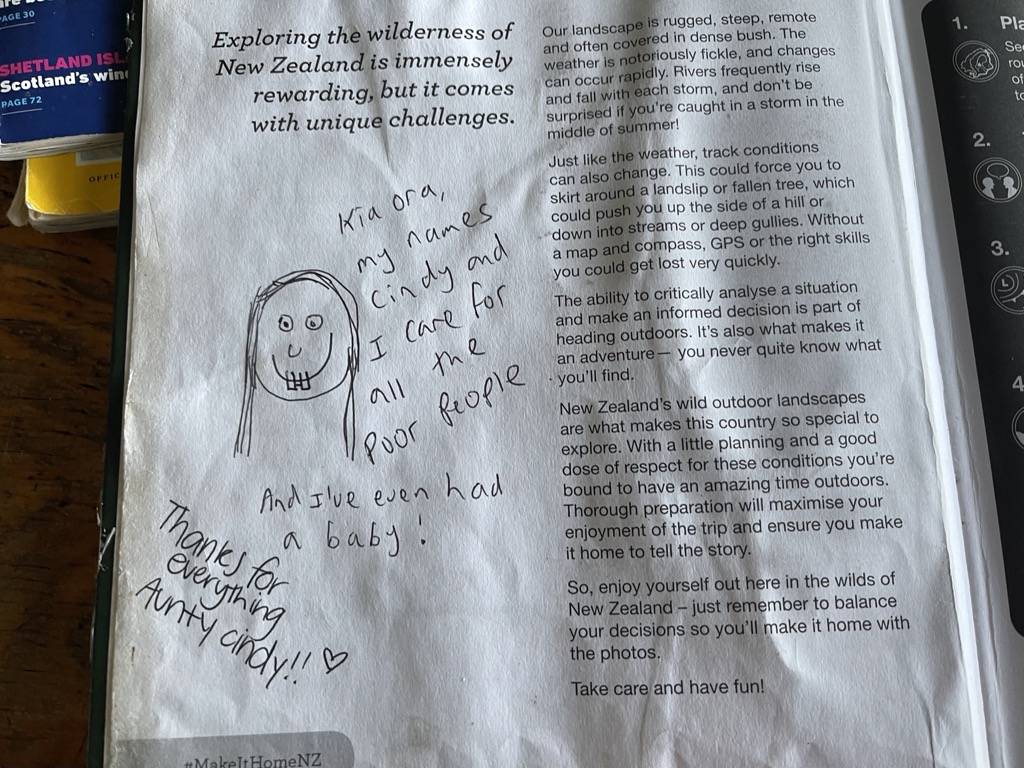 PAGE 30
SHETLAND ISL
Scotland's win
PAGE 72
OFFIC
Exploring the wilderness of
New Zealand is immensely
rewarding, but it comes
with unique challenges.
Kia ora,
my names
Cindy and
I care for
all the
Poor People
And I've even had
a baby!
Thanks for
everything
Aunty cindy!! ♡
#MakeItHomeNZ
Our landscape is rugged, steep, remote
and often covered in dense bush. The
weather is notoriously fickle, and changes
can occur rapidly. Rivers frequently rise
and fall with each storm, and don't be
surprised if you're caught in a storm in the
middle of summer!
Just like the weather, track conditions
can also change. This could force you to
skirt around a landslip or fallen tree, which
could push you up the side of a hill or
down into streams or deep gullies. Without
a map and compass, GPS or the right skills
you could get lost very quickly.
The ability to critically analyse a situation
and make an informed decision is part of
heading outdoors. It's also what makes it
an adventure— you never quite know what
you'll find.
New Zealand's wild outdoor landscapes
are what makes this country so special to
explore. With a little planning and a good
dose of respect for these conditions you're
bound to have an amazing time outdoors.
Thorough preparation will maximise your
enjoyment of the trip and ensure you make
it home to tell the story.
So, enjoy yourself out here in the wilds of
New Zealand – just remember to balance
your decisions so you'll make it home with
the photos.
Take care and have fun!
1. Pla
See
rou
of
to
2.
3.
4